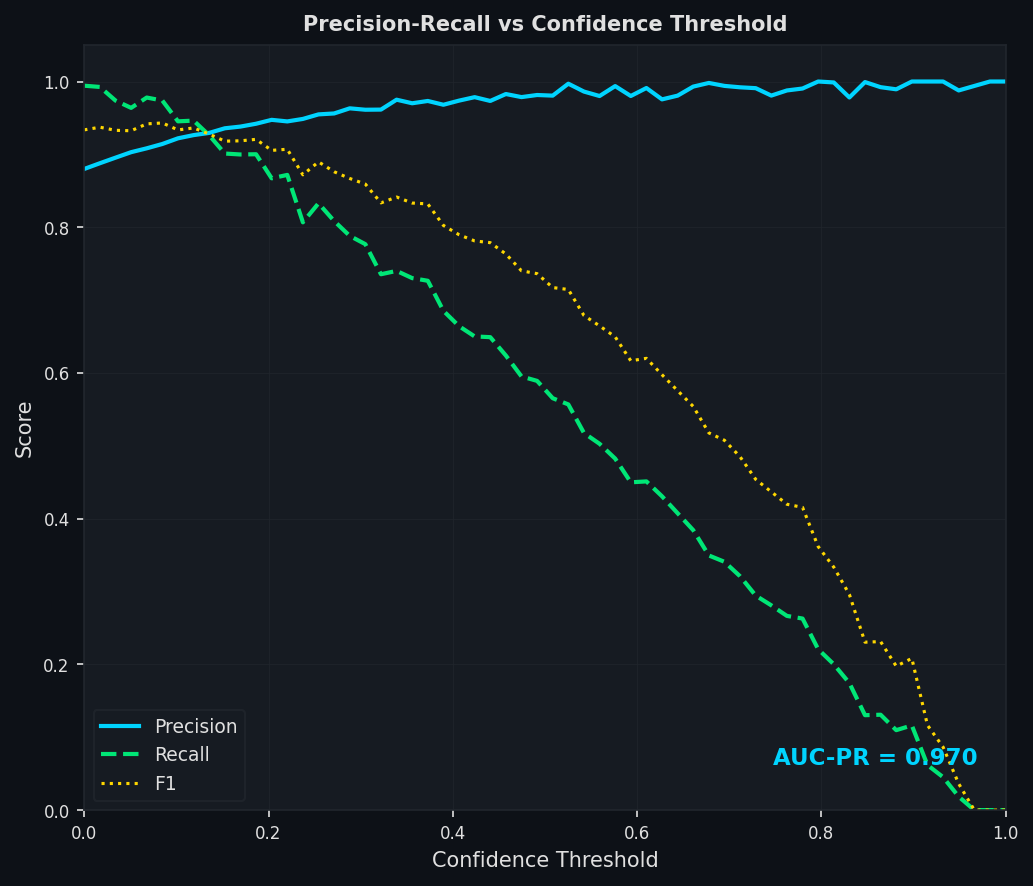 Precision-Recall vs Confidence Threshold
1.0
0.8
0.6
0.4
0.2
0.0
Score
Precision
Recall
F1
AUC-PR = 0.970
0.0 0.2 0.4 0.6 0.8 1.0
Confidence Threshold